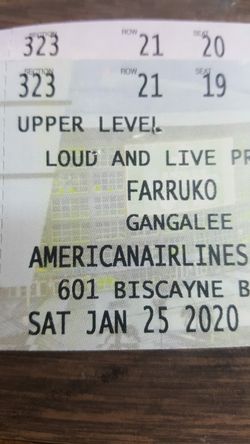 SECTION ROW SEAT
323 21 20
SECTION ROW SEAT
323 21 19
UPPER LEVEL
LOUD AND LIVE PR
FARRUKO
GANGALEE
AMERICANAIRLINES
601 BISCAYNE B
SAT JAN 25 2020